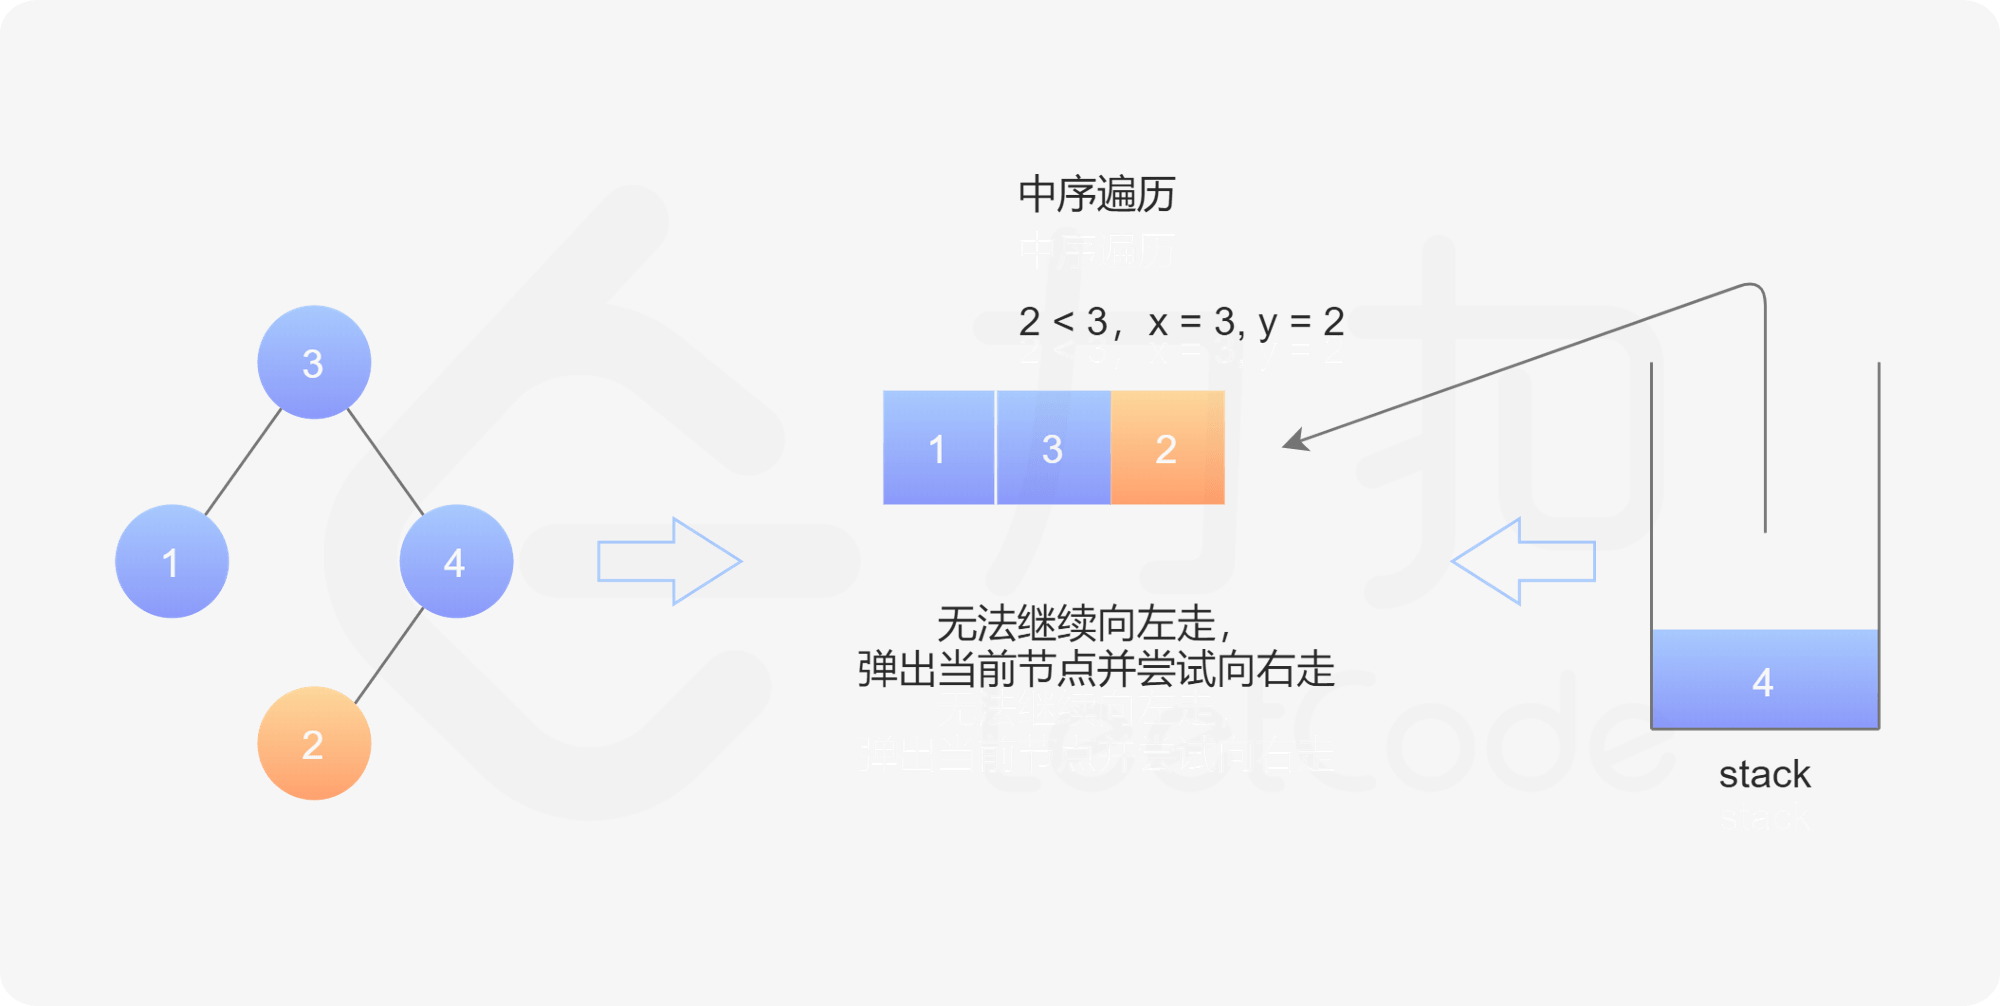 中序遍历
2 < 3，x = 3, y = 2
3
1 3 2
1
4
无法继续向左走，
弹出当前节点并尝试向右走
4
2
stack
力扣
LeetCode